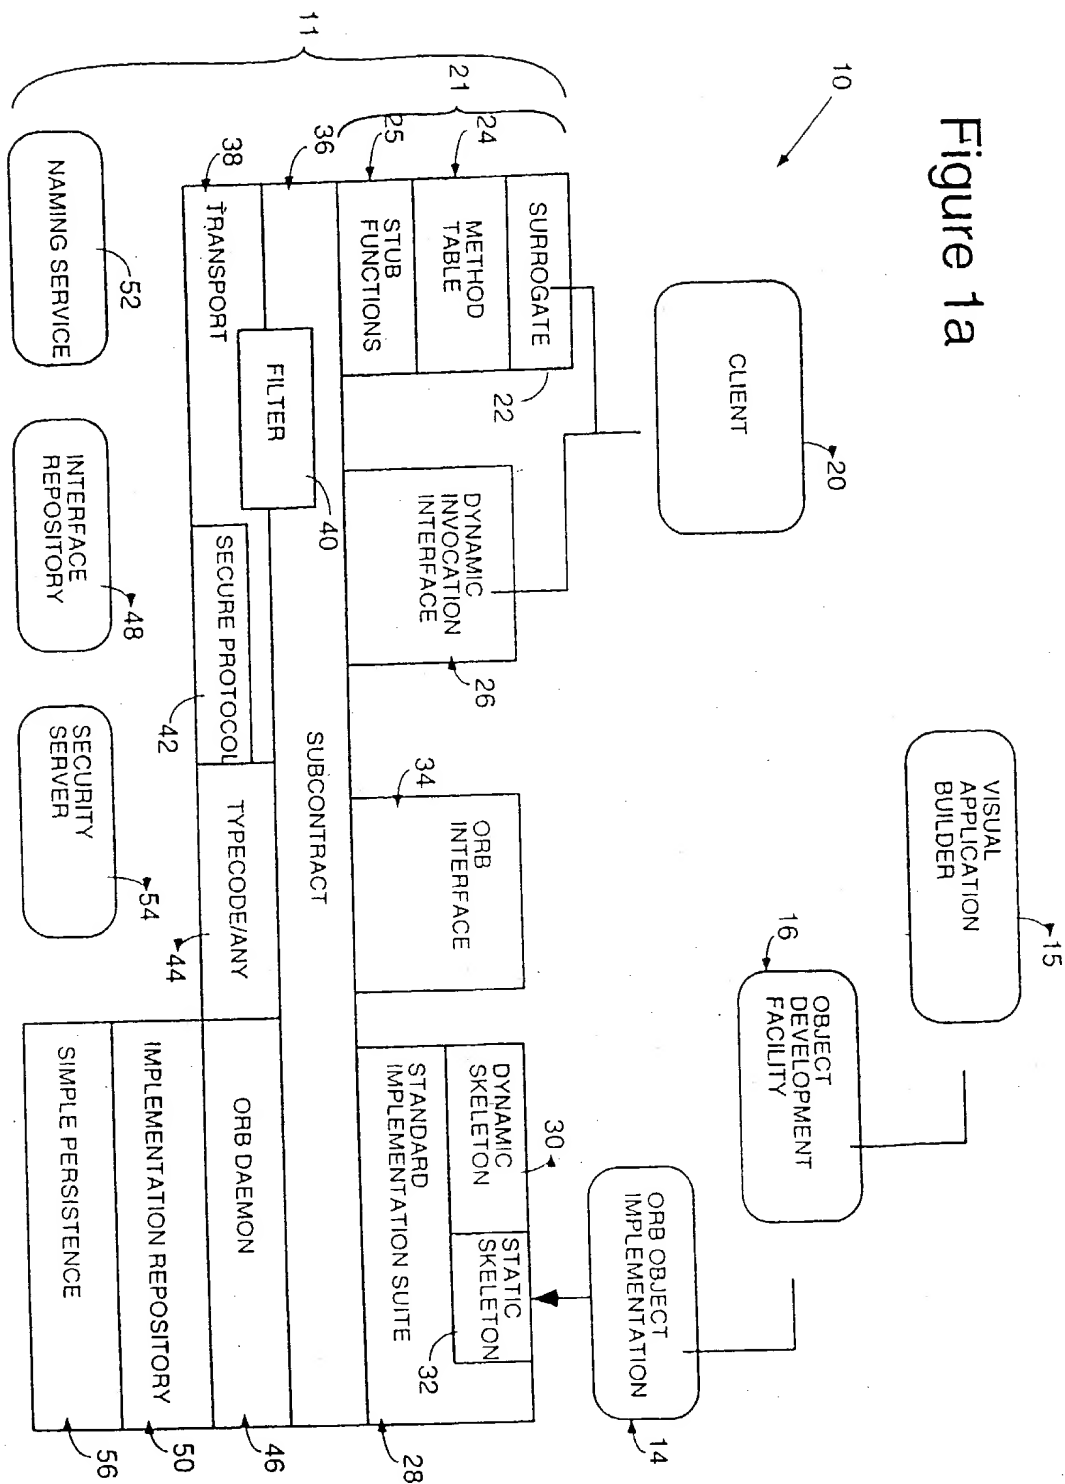 Figure 1a
10
VISUAL
APPLICATION
BUILDER
15
16
OBJECT
DEVELOPMENT
FACILITY
CLIENT
20
ORB OBJECT
IMPLEMENTATION
14
11
21
24
25
36
38
SURROGATE
22
METHOD
TABLE
STUB
FUNCTIONS
DYNAMIC
INVOCATION
INTERFACE
26
34
ORB
INTERFACE
30
DYNAMIC
SKELETON
STATIC
SKELETON
32
STANDARD
IMPLEMENTATION SUITE
28
SUBCONTRACT
FILTER
40
TRANSPORT
SECURE PROTOCOL
42
TYPECODE/ANY
44
ORB DAEMON
46
IMPLEMENTATION REPOSITORY
50
SIMPLE PERSISTENCE
56
NAMING SERVICE
52
INTERFACE
REPOSITORY
48
SECURITY
SERVER
54